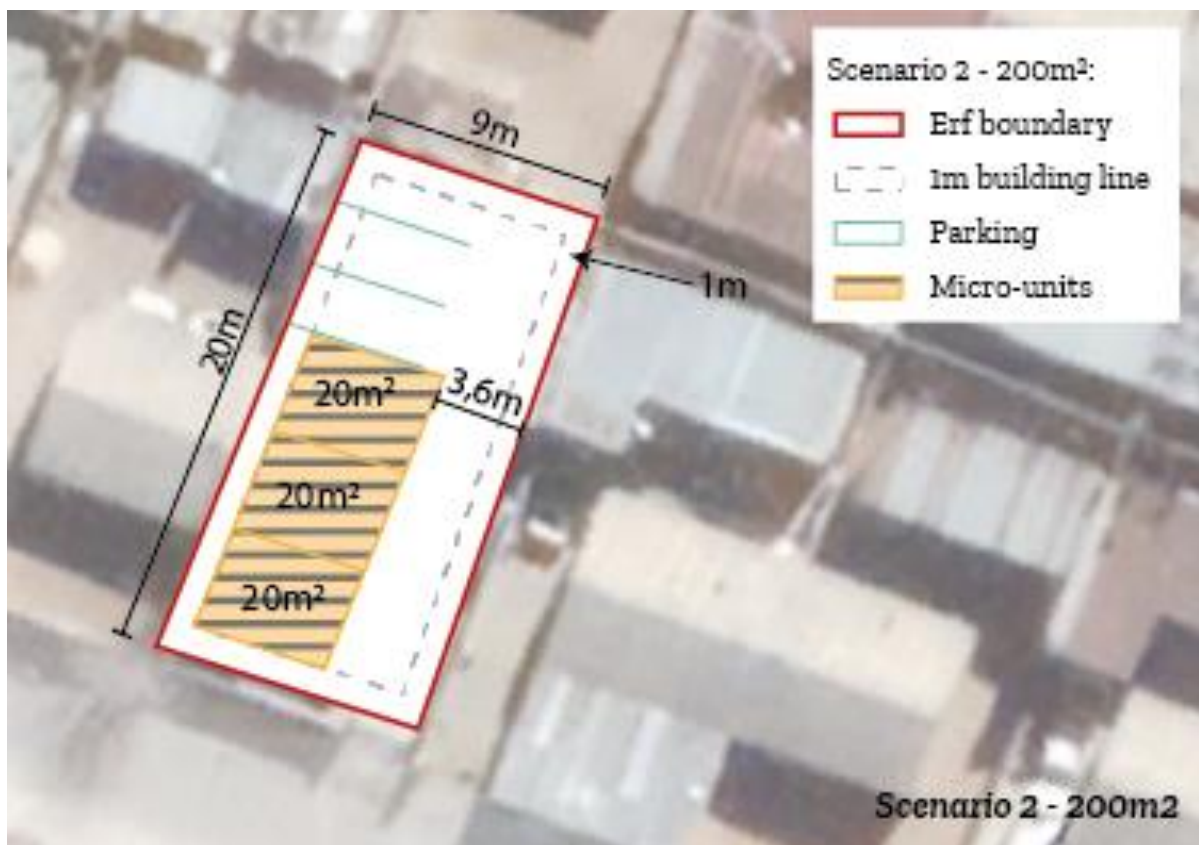 Scenario 2 - 200m²:
Erf boundary
1m building line
Parking
Micro-units
9m
1m
20m
20m²
3,6m
20m²
20m²
Scenario 2 - 200m2